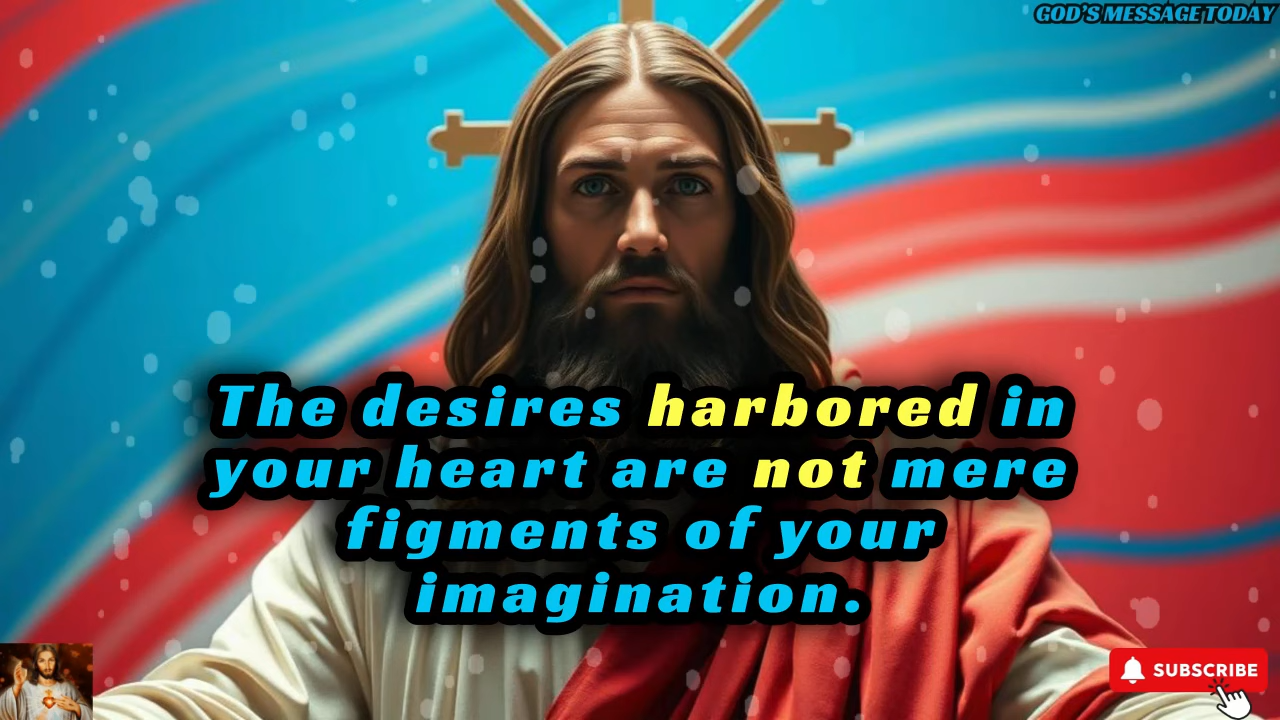 GOD'S MESSAGE TODAY
The desires harbored in
your heart are not mere
figments of your
imagination.
SUBSCRIBE